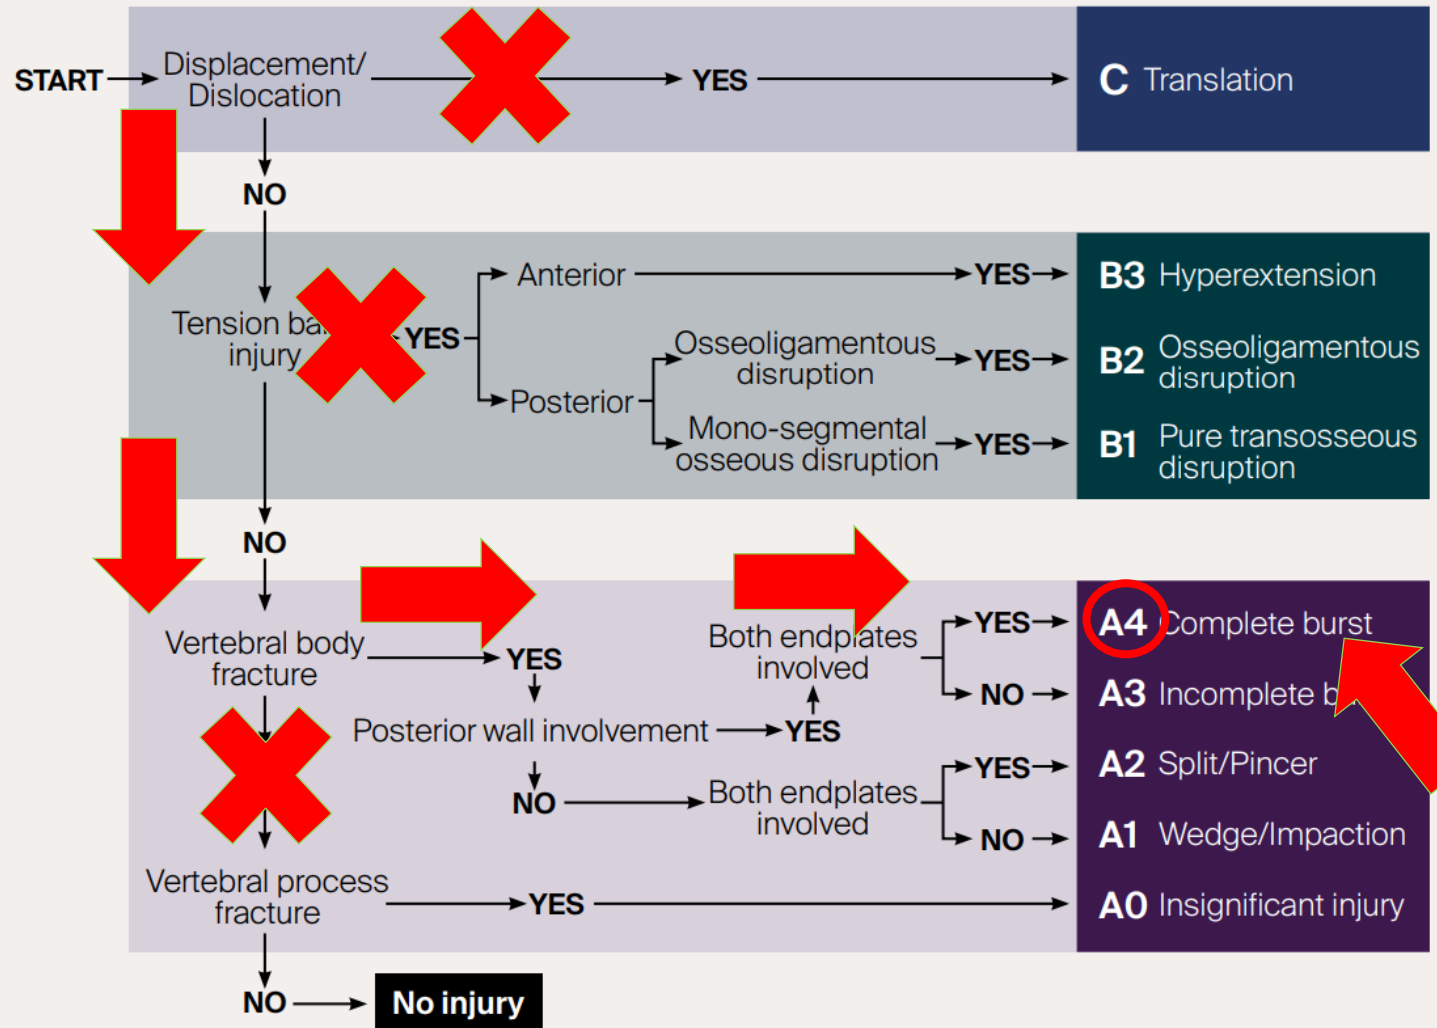 START
Displacement/
Dislocation
YES
C Translation
NO
Tension
injury
YES
Anterior
YES
B3 Hyperextension
Osseoligamentous
disruption
YES
B2 Osseoligamentous
disruption
Posterior
Mono-segmental
osseous disruption
YES
B1 Pure transosseous
disruption
NO
Vertebral body
fracture
YES
Both endplates
involved
YES
A4 Complete burst
NO
A3 Incomplete
Posterior wall involvement
YES
NO
Both endplates
involved
YES
A2 Split/Pincer
NO
A1 Wedge/Impaction
Vertebral process
fracture
YES
A0 Insignificant injury
NO
No injury